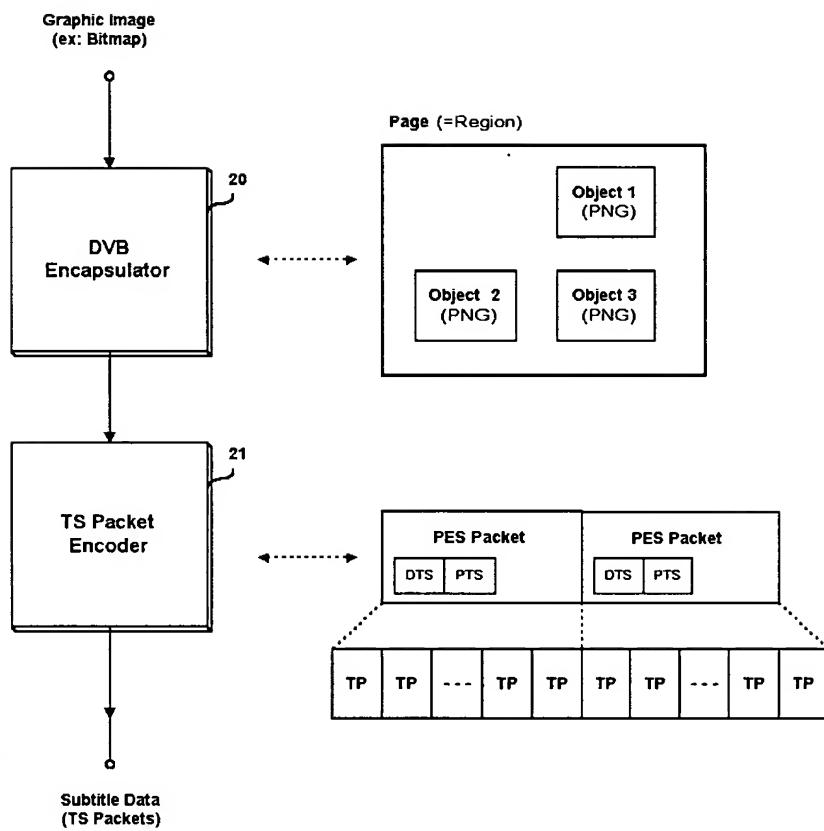 Graphic Image
(ex: Bitmap)
Page (=Region)
20
DVB
Encapsulator
Object 1
(PNG)
Object 2
(PNG)
Object 3
(PNG)
21
TS Packet
Encoder
PES Packet
PES Packet
DTS PTS
DTS PTS
TP TP --- TP TP TP TP --- TP TP
Subtitle Data
(TS Packets)